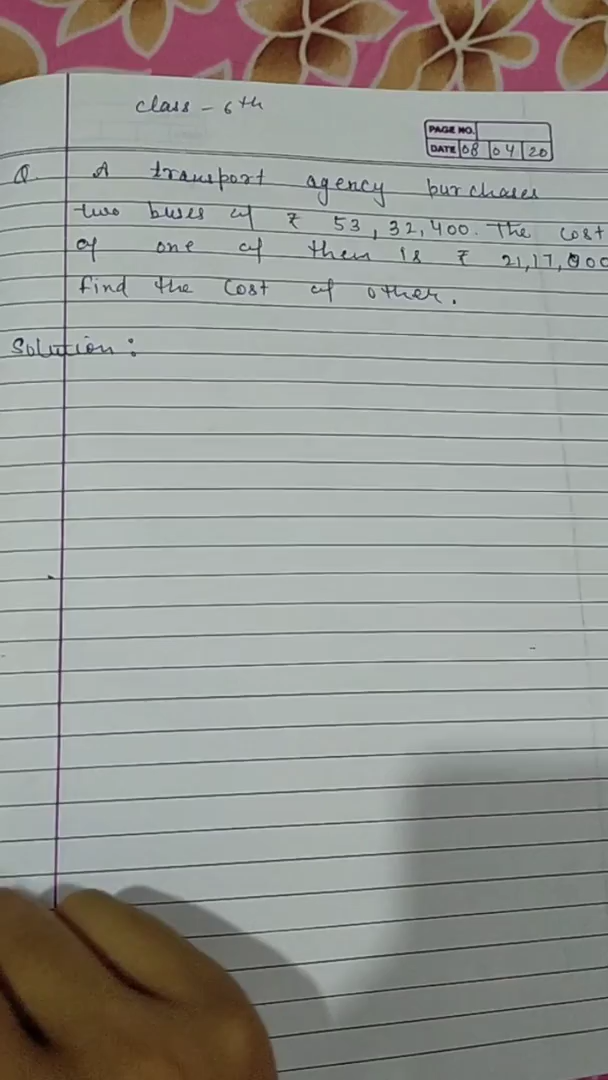 Class - 6th
PAGE NO.
DATE 08 04 20
Q. A transport agency purchases
two buses of ₹ 53,32,400. The cost
of one of them is ₹ 21,17,000
find the cost of other.
Solution :